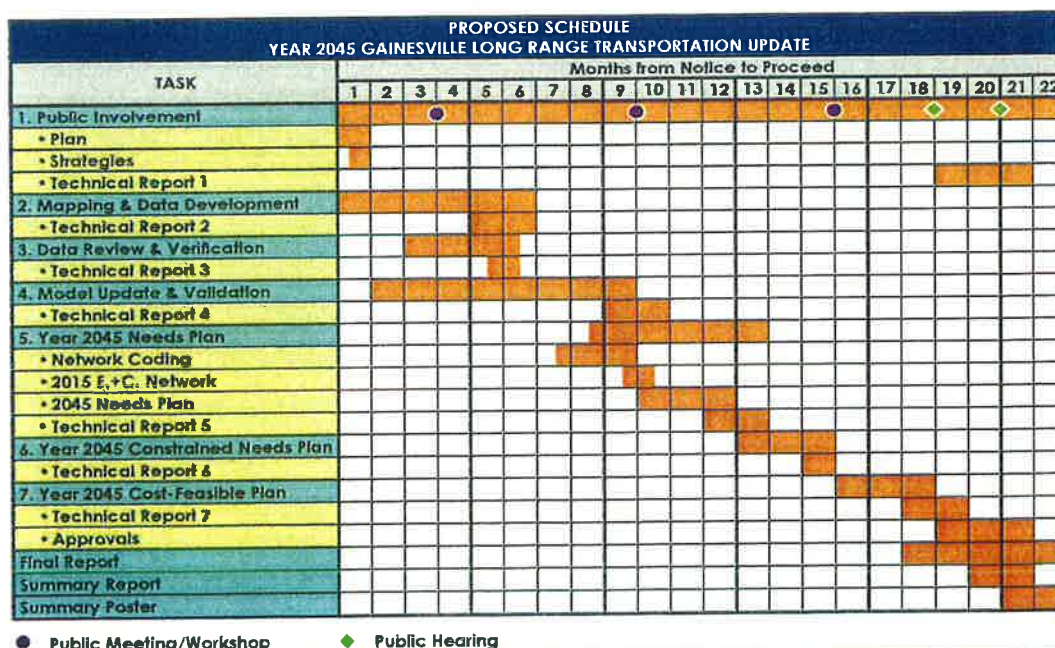 PROPOSED SCHEDULE
YEAR 2045 GAINESVILLE LONG RANGE TRANSPORTATION UPDATE
TASK
Months from Notice to Proceed
1 2 3 4 5 6 7 8 9 10 11 12 13 14 15 16 17 18 19 20 21 22
1. Public Involvement
• Plan
• Strategies
• Technical Report 1
2. Mapping & Data Development
• Technical Report 2
3. Data Review & Verification
• Technical Report 3
4. Model Update & Validation
• Technical Report 4
5. Year 2045 Needs Plan
• Network Coding
• 2015 E.+C. Network
• 2045 Needs Plan
• Technical Report 5
6. Year 2045 Constrained Needs Plan
• Technical Report 6
7. Year 2045 Cost-Feasible Plan
• Technical Report 7
• Approvals
Final Report
Summary Report
Summary Poster
Public Meeting/Workshop
Public Hearing